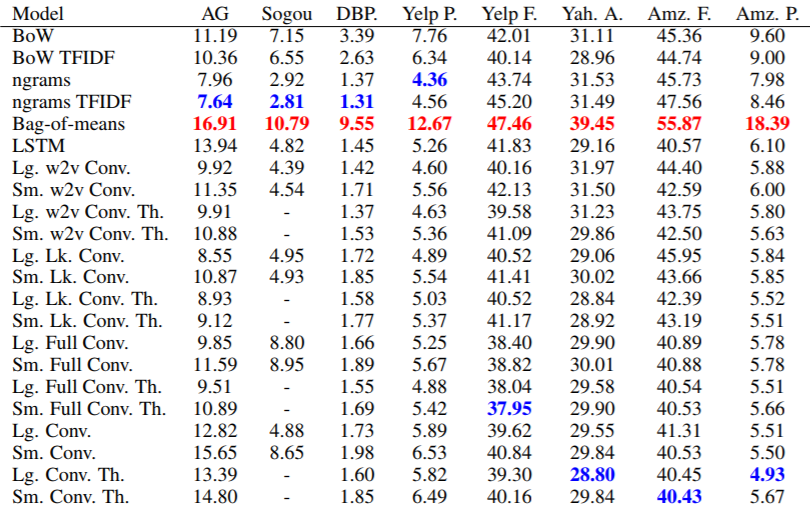 Model AG Sogou DBP. Yelp P. Yelp F. Yah. A. Amz. F. Amz. P.
BoW 11.19 7.15 3.39 7.76 42.01 31.11 45.36 9.60
BoW TFIDF 10.36 6.55 2.63 6.34 40.14 28.96 44.74 9.00
ngrams 7.96 2.92 1.37 4.36 43.74 31.53 45.73 7.98
ngrams TFIDF 7.64 2.81 1.31 4.56 45.20 31.49 47.56 8.46
Bag-of-means 16.91 10.79 9.55 12.67 47.46 39.45 55.87 18.39
LSTM 13.94 4.82 1.45 5.26 41.83 29.16 40.57 6.10
Lg. w2v Conv. 9.92 4.39 1.42 4.60 40.16 31.97 44.40 5.88
Sm. w2v Conv. 11.35 4.54 1.71 5.56 42.13 31.50 42.59 6.00
Lg. w2v Conv. Th. 9.91 - 1.37 4.63 39.58 31.23 43.75 5.80
Sm. w2v Conv. Th. 10.88 - 1.53 5.36 41.09 29.86 42.50 5.63
Lg. Lk. Conv. 8.55 4.95 1.72 4.89 40.52 29.06 45.95 5.84
Sm. Lk. Conv. 10.87 4.93 1.85 5.54 41.41 30.02 43.66 5.85
Lg. Lk. Conv. Th. 8.93 - 1.58 5.03 40.52 28.84 42.39 5.52
Sm. Lk. Conv. Th. 9.12 - 1.77 5.37 41.17 28.92 43.19 5.51
Lg. Full Conv. 9.85 8.80 1.66 5.25 38.40 29.90 40.89 5.78
Sm. Full Conv. 11.59 8.95 1.89 5.67 38.82 30.01 40.88 5.78
Lg. Full Conv. Th. 9.51 - 1.55 4.88 38.04 29.58 40.54 5.51
Sm. Full Conv. Th. 10.89 - 1.69 5.42 37.95 29.90 40.53 5.66
Lg. Conv. 12.82 4.88 1.73 5.89 39.62 29.55 41.31 5.51
Sm. Conv. 15.65 8.65 1.98 6.53 40.84 29.84 40.53 5.50
Lg. Conv. Th. 13.39 - 1.60 5.82 39.30 28.80 40.45 4.93
Sm. Conv. Th. 14.80 - 1.85 6.49 40.16 29.84 40.43 5.67